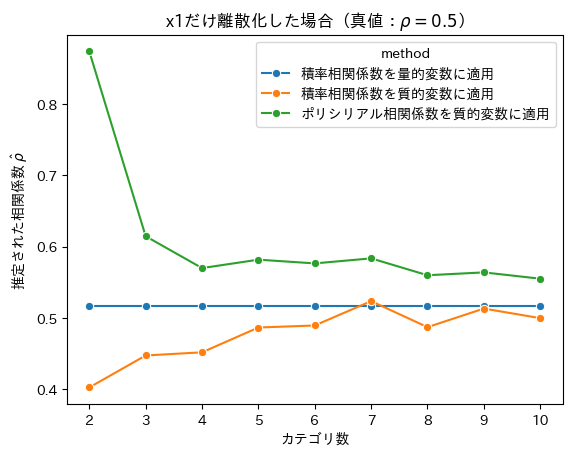 x1だけ離散化した場合（真値：ρ = 0.5）
method
積率相関係数を量的変数に適用
積率相関係数を質的変数に適用
ポリシリアル相関係数を質的変数に適用
推定された相関係数 ρ̂
0.8
0.7
0.6
0.5
0.4
2 3 4 5 6 7 8 9 10
カテゴリ数